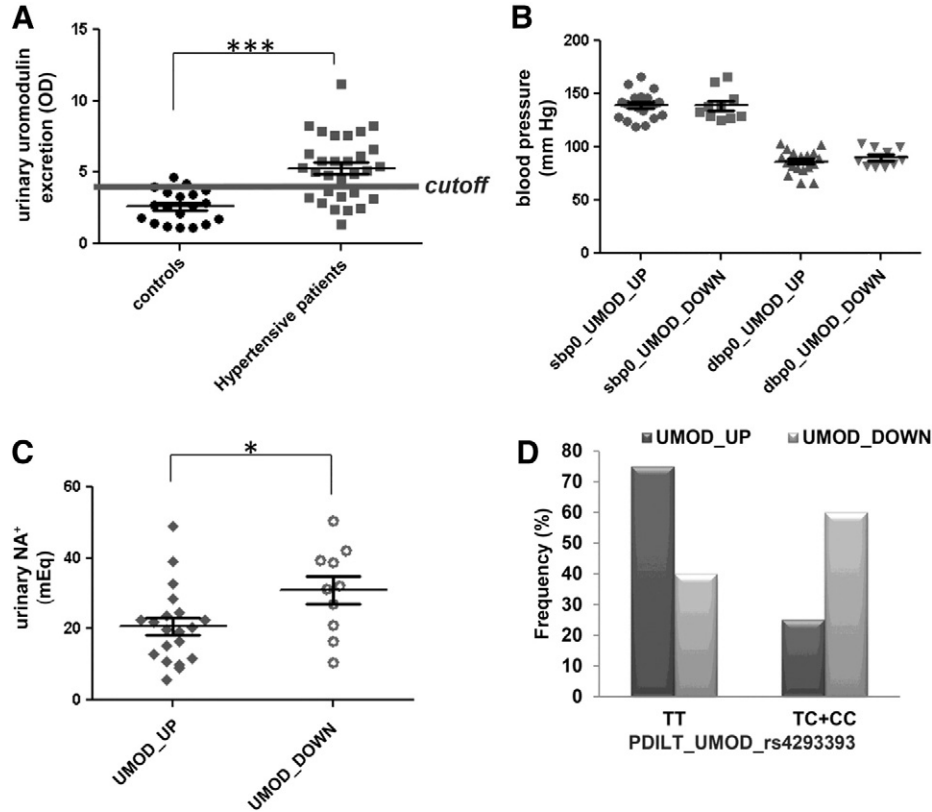 A
urinary uromodulin
excretion (OD)
15
10
5
0
***
cutoff
controls
Hypertensive patients
B
blood pressure
(mm Hg)
200
150
100
50
0
sbp0_UMOD_UP
sbp0_UMOD_DOWN
dbp0_UMOD_UP
dbp0_UMOD_DOWN
C
urinary NA⁺
(mEq)
60
40
20
0
*
UMOD_UP
UMOD_DOWN
D
UMOD_UP UMOD_DOWN
Frequency (%)
80
70
60
50
40
30
20
10
0
TT TC+CC
PDILT_UMOD_rs4293393